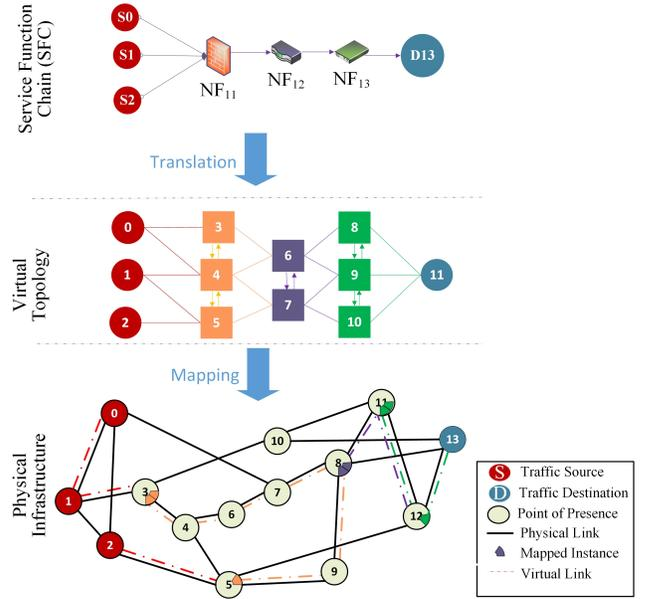 Service Function
Chain (SFC)
S0
S1
S2
NF11
NF12
NF13
D13
Translation
Virtual
Topology
0
1
2
3
4
5
6
7
8
9
10
11
Mapping
Physical
Infrastructure
0
1
2
3
4
5
6
7
8
9
10
11
12
13
S Traffic Source
D Traffic Destination
Point of Presence
Physical Link
Mapped Instance
Virtual Link